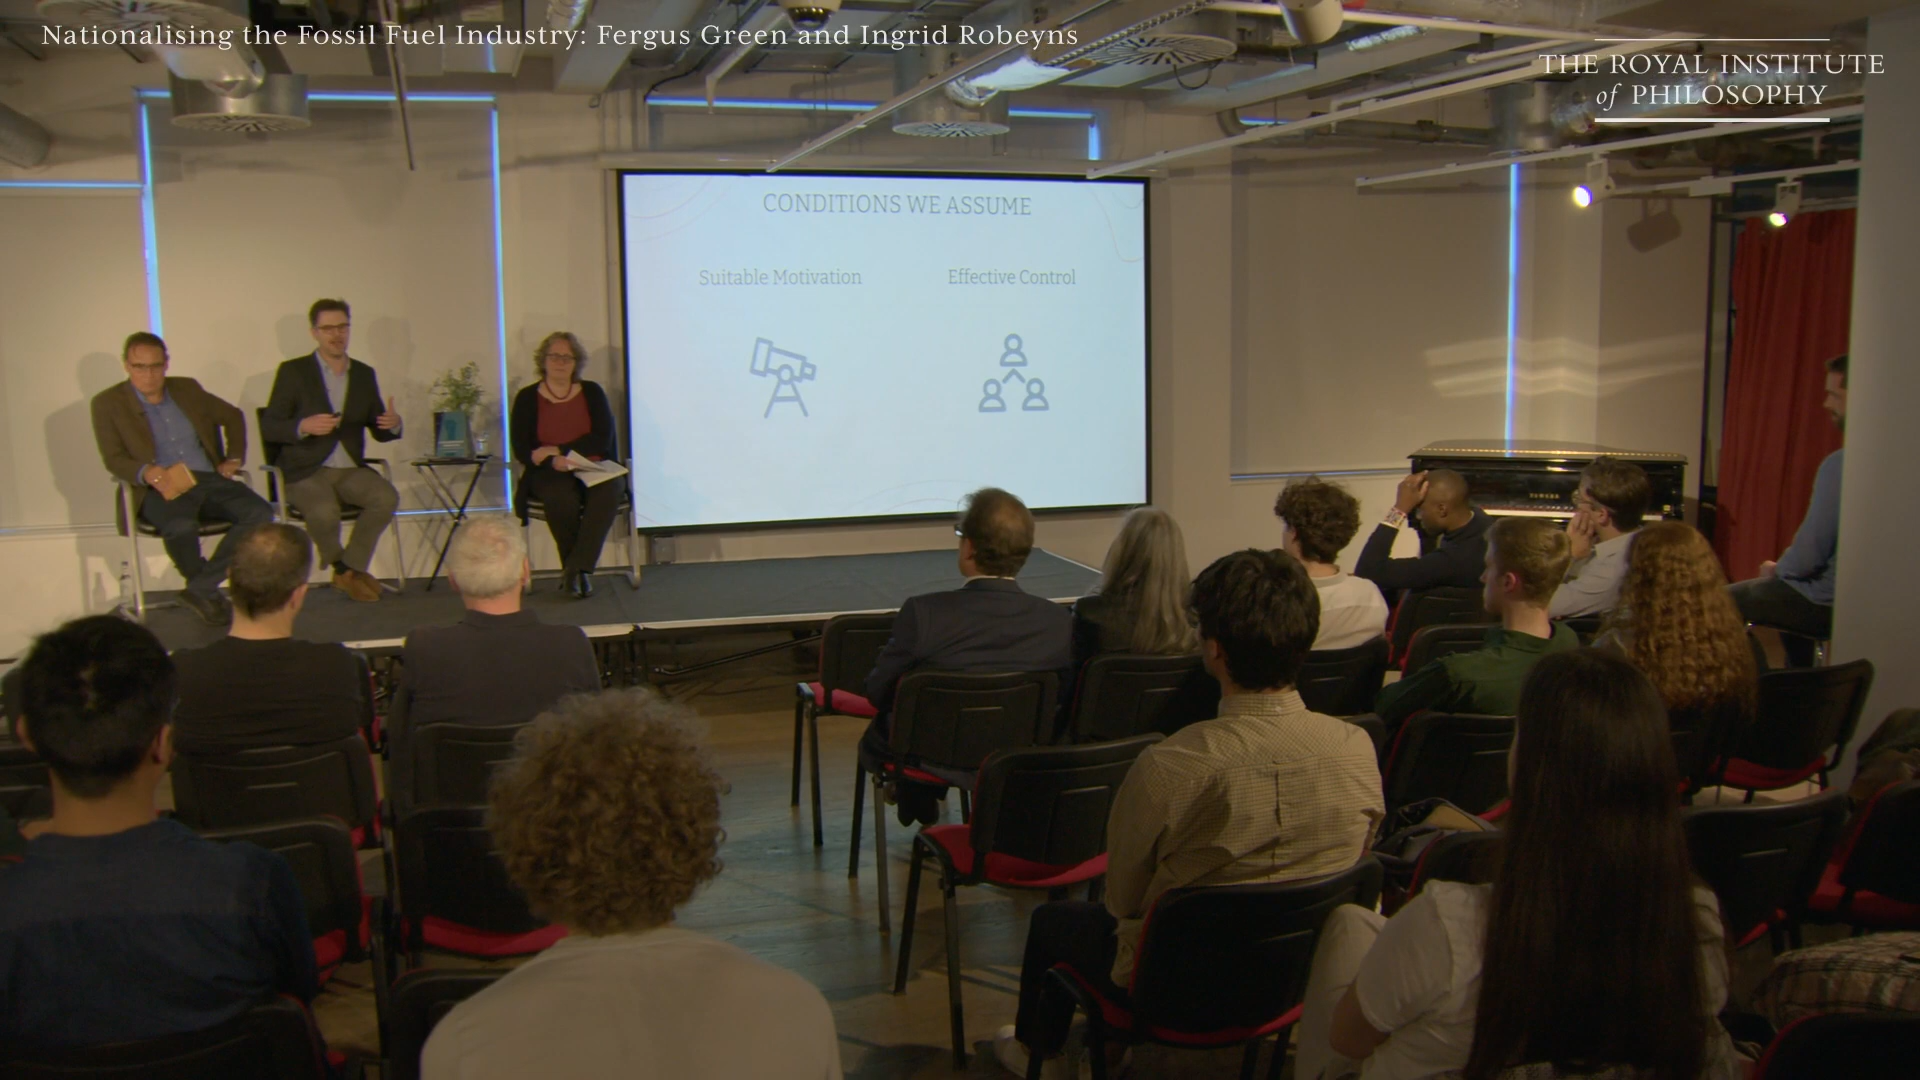 Nationalising the Fossil Fuel Industry: Fergus Green and Ingrid Robeyns
THE ROYAL INSTITUTE
of PHILOSOPHY
CONDITIONS WE ASSUME
Suitable Motivation
Effective Control